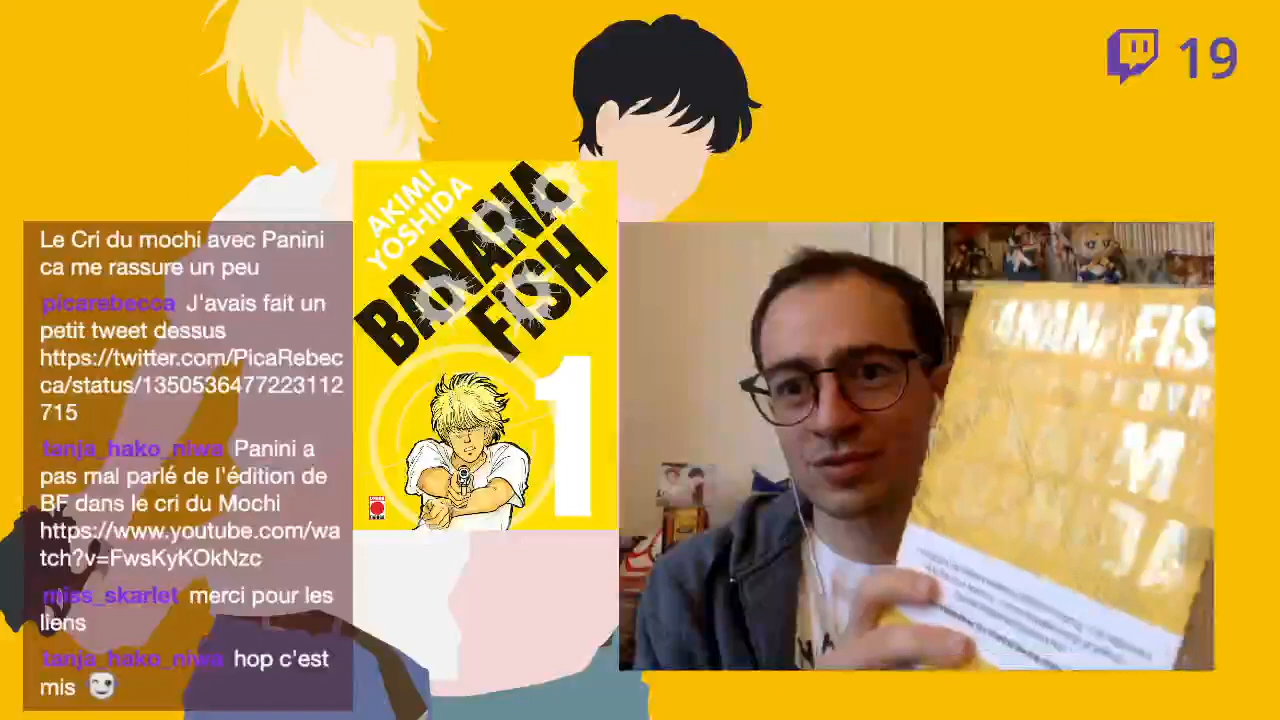 19
Le Cri du mochi avec Panini
ca me rassure un peu
picarebecca J'avais fait un
petit tweet dessus
https://twitter.com/PicaRebec
ca/status/1350536477223112
715
tanja_hako_niwa Panini a
pas mal parlé de l'édition de
BF dans le cri du Mochi
https://www.youtube.com/wa
tch?v=FwsKyKOkNzc
miss_skarlet merci pour les
liens
tanja_hako_niwa hop c'est
mis
AKIMI
YOSHIDA
BANANA
FISH
1